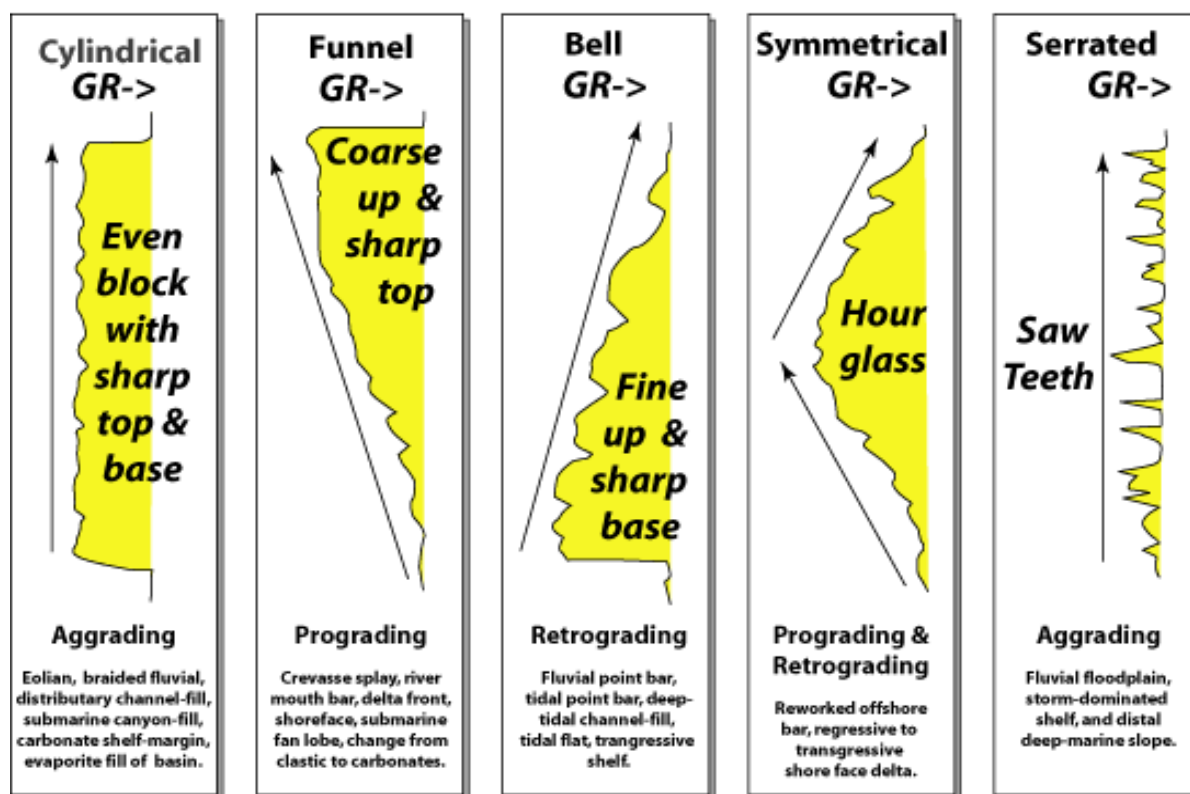 Cylindrical
GR->
Even
block
with
sharp
top &
base
Aggrading
Eolian, braided fluvial,
distributary channel-fill,
submarine canyon-fill,
carbonate shelf-margin,
evaporite fill of basin.
Funnel
GR->
Coarse
up &
sharp
top
Prograding
Crevasse splay, river
mouth bar, delta front,
shoreface, submarine
fan lobe, change from
clastic to carbonates.
Bell
GR->
Fine
up &
sharp
base
Retrograding
Fluvial point bar,
tidal point bar, deep-
tidal channel-fill,
tidal flat, trangressive
shelf.
Symmetrical
GR->
Hour
glass
Prograding &
Retrograding
Reworked offshore
bar, regressive to
transgressive
shore face delta.
Serrated
GR->
Saw
Teeth
Aggrading
Fluvial floodplain,
storm-dominated
shelf, and distal
deep-marine slope.